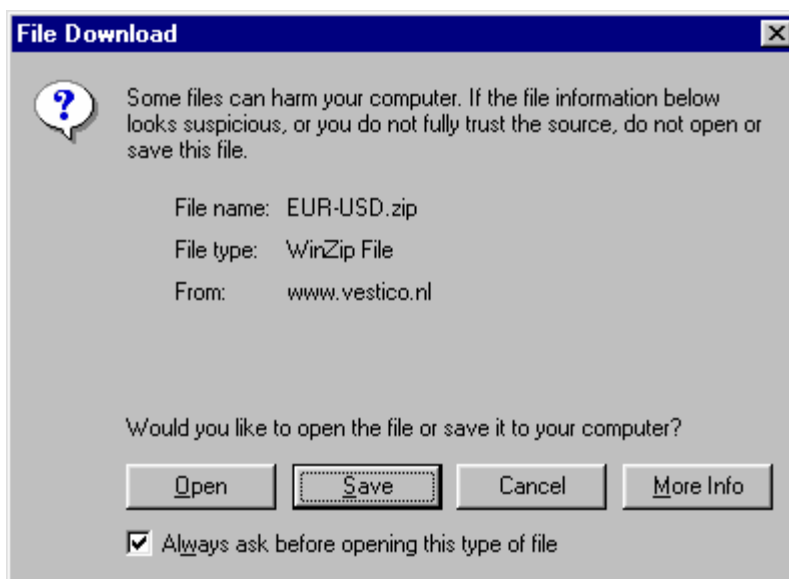 File Download
Some files can harm your computer. If the file information below
looks suspicious, or you do not fully trust the source, do not open or
save this file.
File name: EUR-USD.zip
File type: WinZip File
From: www.vestico.nl
Would you like to open the file or save it to your computer?
Open Save Cancel More Info
Always ask before opening this type of file